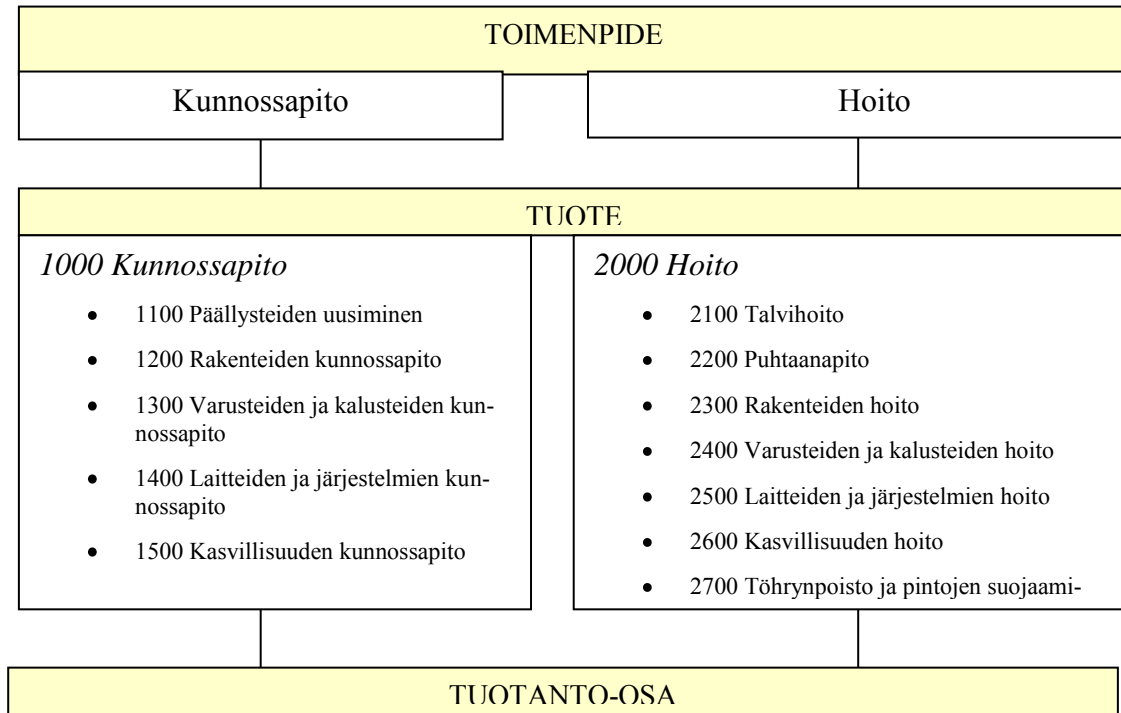 TOIMENPIDE
Kunnossapito
Hoito
TUOTE
1000 Kunnossapito
• 1100 Päällysteiden uusiminen
• 1200 Rakenteiden kunnossapito
• 1300 Varusteiden ja kalusteiden kun-
nossapito
• 1400 Laitteiden ja järjestelmien kun-
nossapito
• 1500 Kasvillisuuden kunnossapito
2000 Hoito
• 2100 Talvihoito
• 2200 Puhtaanapito
• 2300 Rakenteiden hoito
• 2400 Varusteiden ja kalusteiden hoito
• 2500 Laitteiden ja järjestelmien hoito
• 2600 Kasvillisuuden hoito
• 2700 Töhrynpoisto ja pintojen suojaami-
TUOTANTO-OSA